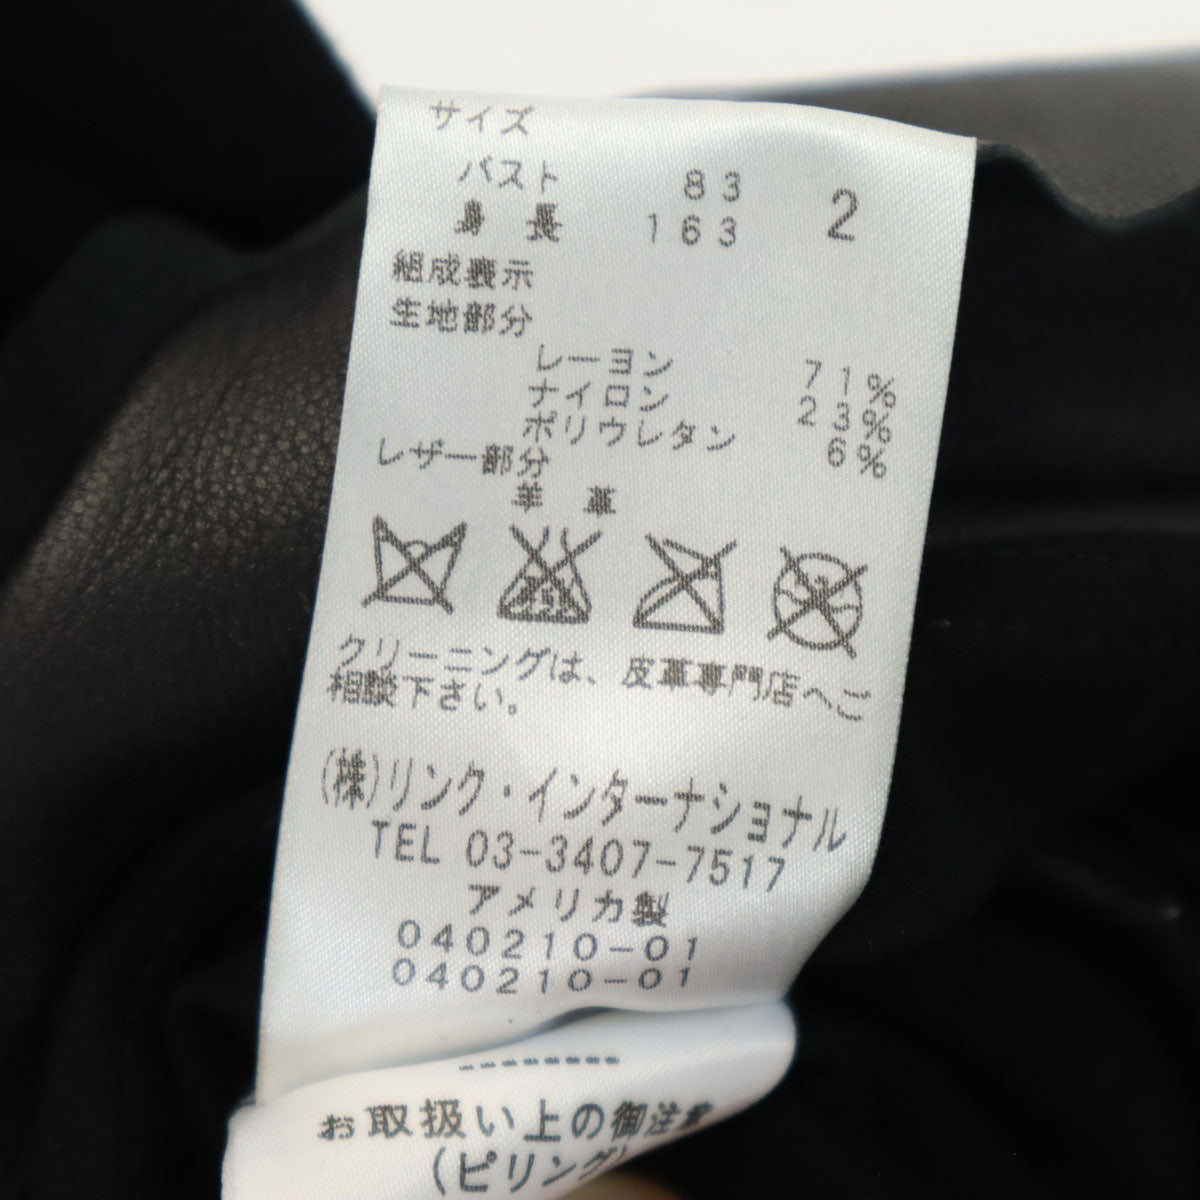 サイズ
バスト 83 2
身長 163
組成表示
生地部分
レーヨン 71%
ナイロン 23%
ポリウレタン 6%
レザー部分
羊革
クリーニングは、皮革専門店へご
相談下さい。
(株)リンク・インターナショナル
TEL 03-3407-7517
アメリカ製
040210-01
040210-01
お取扱い上の御注意
(ピリング)